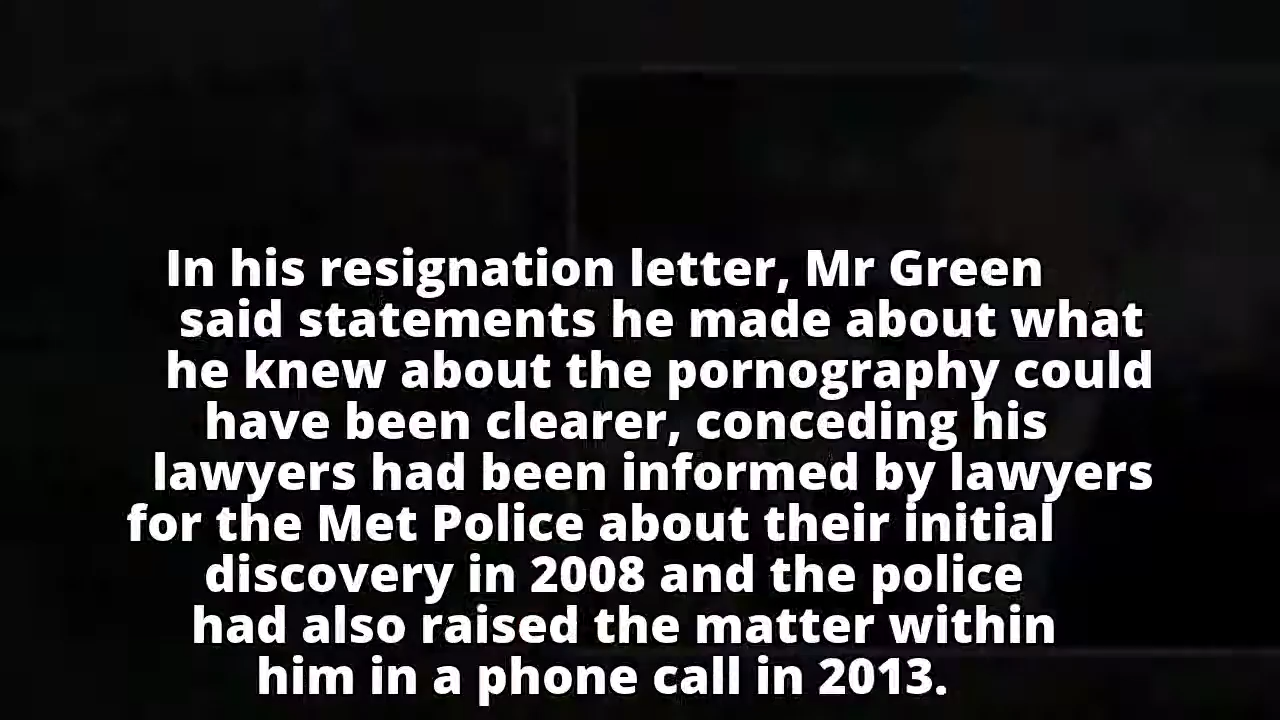 In his resignation letter, Mr Green
said statements he made about what
he knew about the pornography could
have been clearer, conceding his
lawyers had been informed by lawyers
for the Met Police about their initial
discovery in 2008 and the police
had also raised the matter within
him in a phone call in 2013.